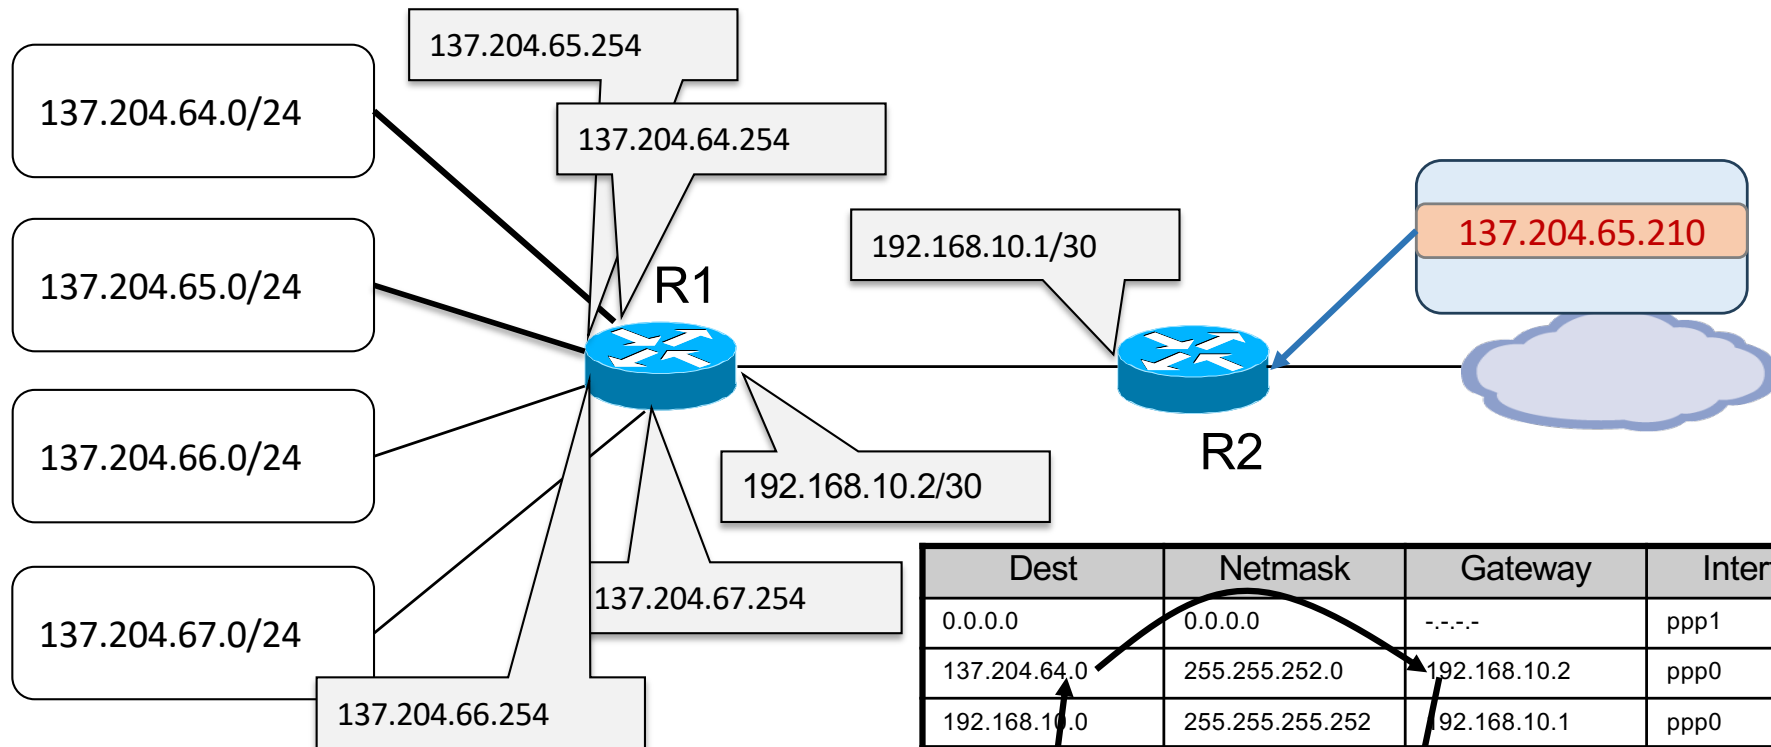 137.204.65.254
137.204.64.0/24
137.204.64.254
137.204.65.210
192.168.10.1/30
137.204.65.0/24
R1
137.204.66.0/24
R2
192.168.10.2/30
137.204.67.254
137.204.67.0/24
137.204.66.254
Dest Netmask Gateway Inter
0.0.0.0 0.0.0.0 -.-.-.- ppp1
137.204.64.0 255.255.252.0 192.168.10.2 ppp0
192.168.10.0 255.255.255.252 192.168.10.1 ppp0